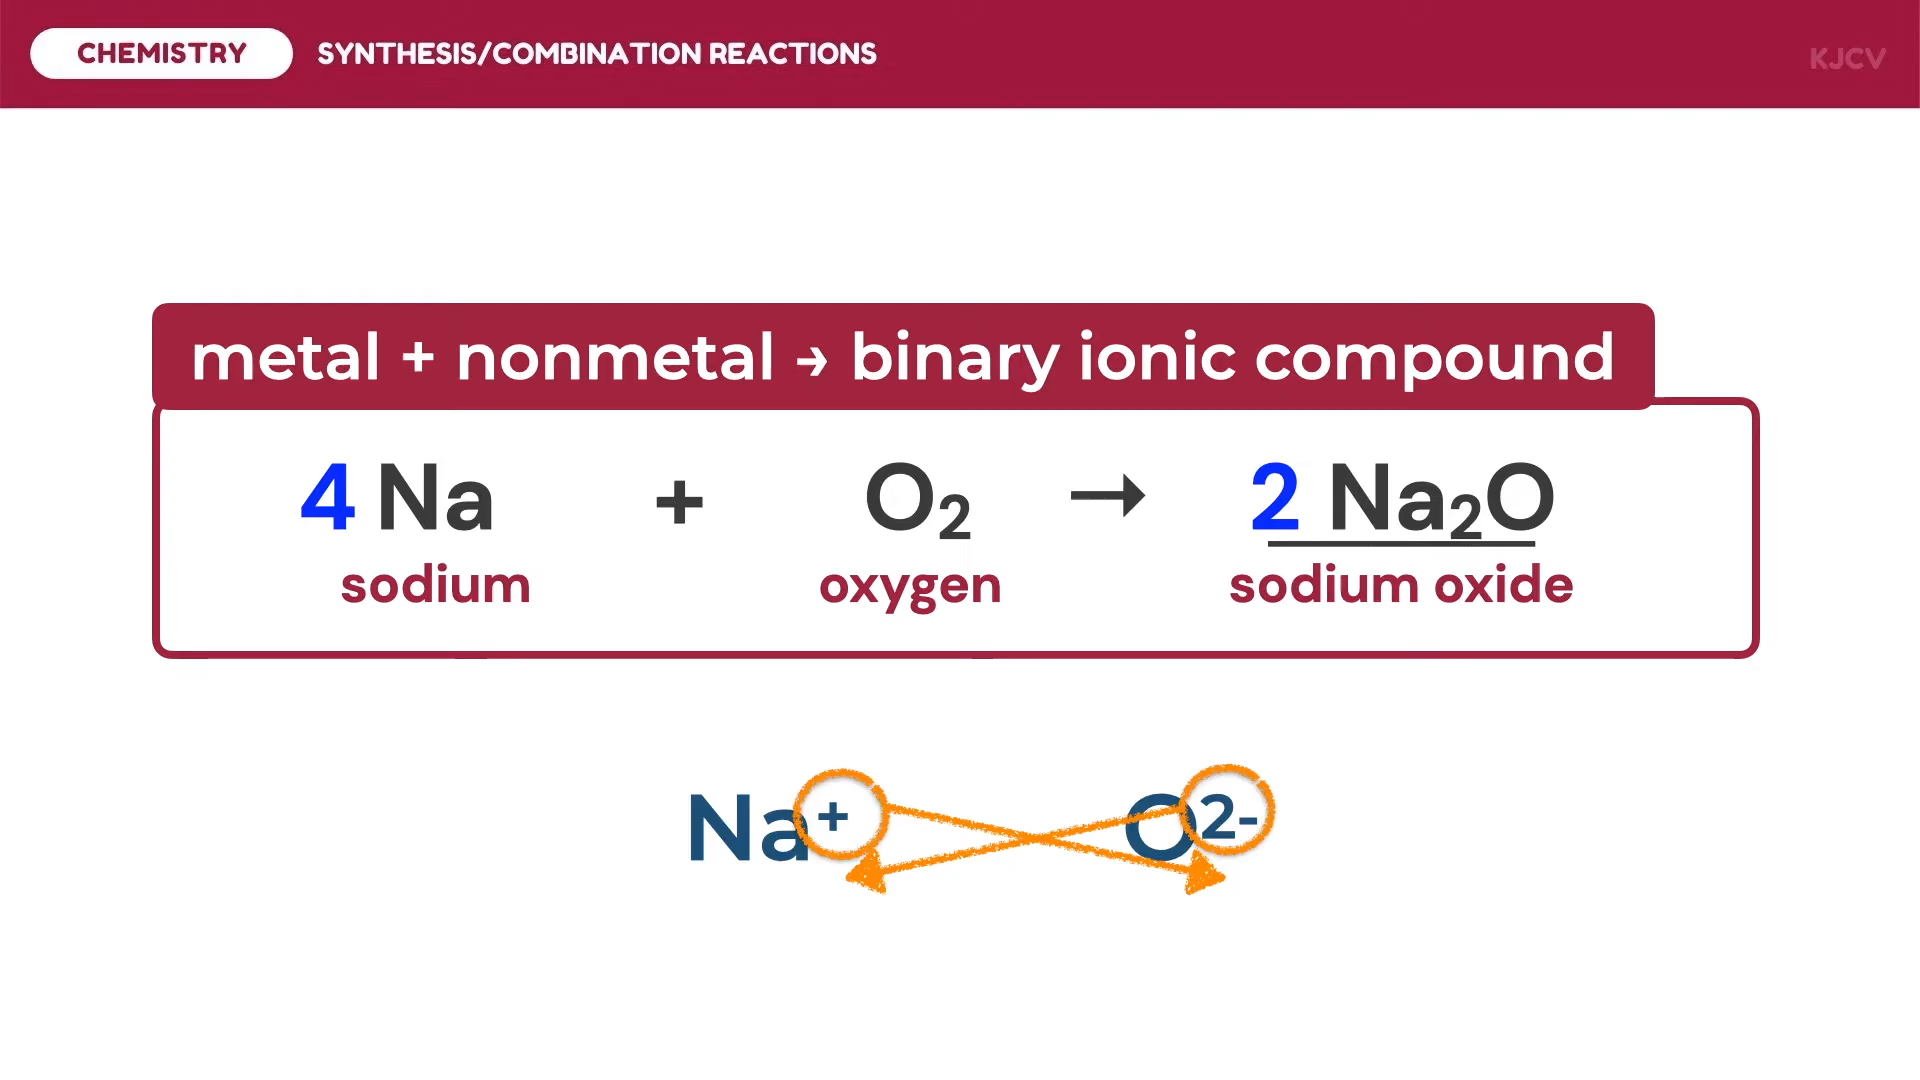 CHEMISTRY SYNTHESIS/COMBINATION REACTIONS KJCV
metal + nonmetal → binary ionic compound
4 Na + O₂ → 2 Na₂O
sodium oxygen sodium oxide
Na⁺ O²⁻